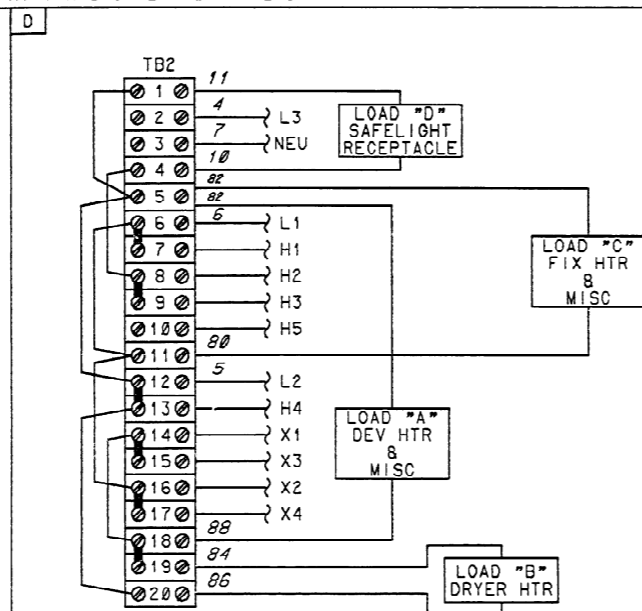 D
TB2
1 11
2 4 L3
3 7 NEU
4 10
5 82
82
6 6 L1
7 H1
8 H2
9 H3
10 H5
11 80
12 5 L2
13 H4
14 X1
15 X3
16 X2
17 X4
18 88
19 84
20 86
LOAD "D"
SAFELIGHT
RECEPTACLE
LOAD "C"
FIX HTR
&
MISC
LOAD "A"
DEV HTR
&
MISC
LOAD "B"
DRYER HTR